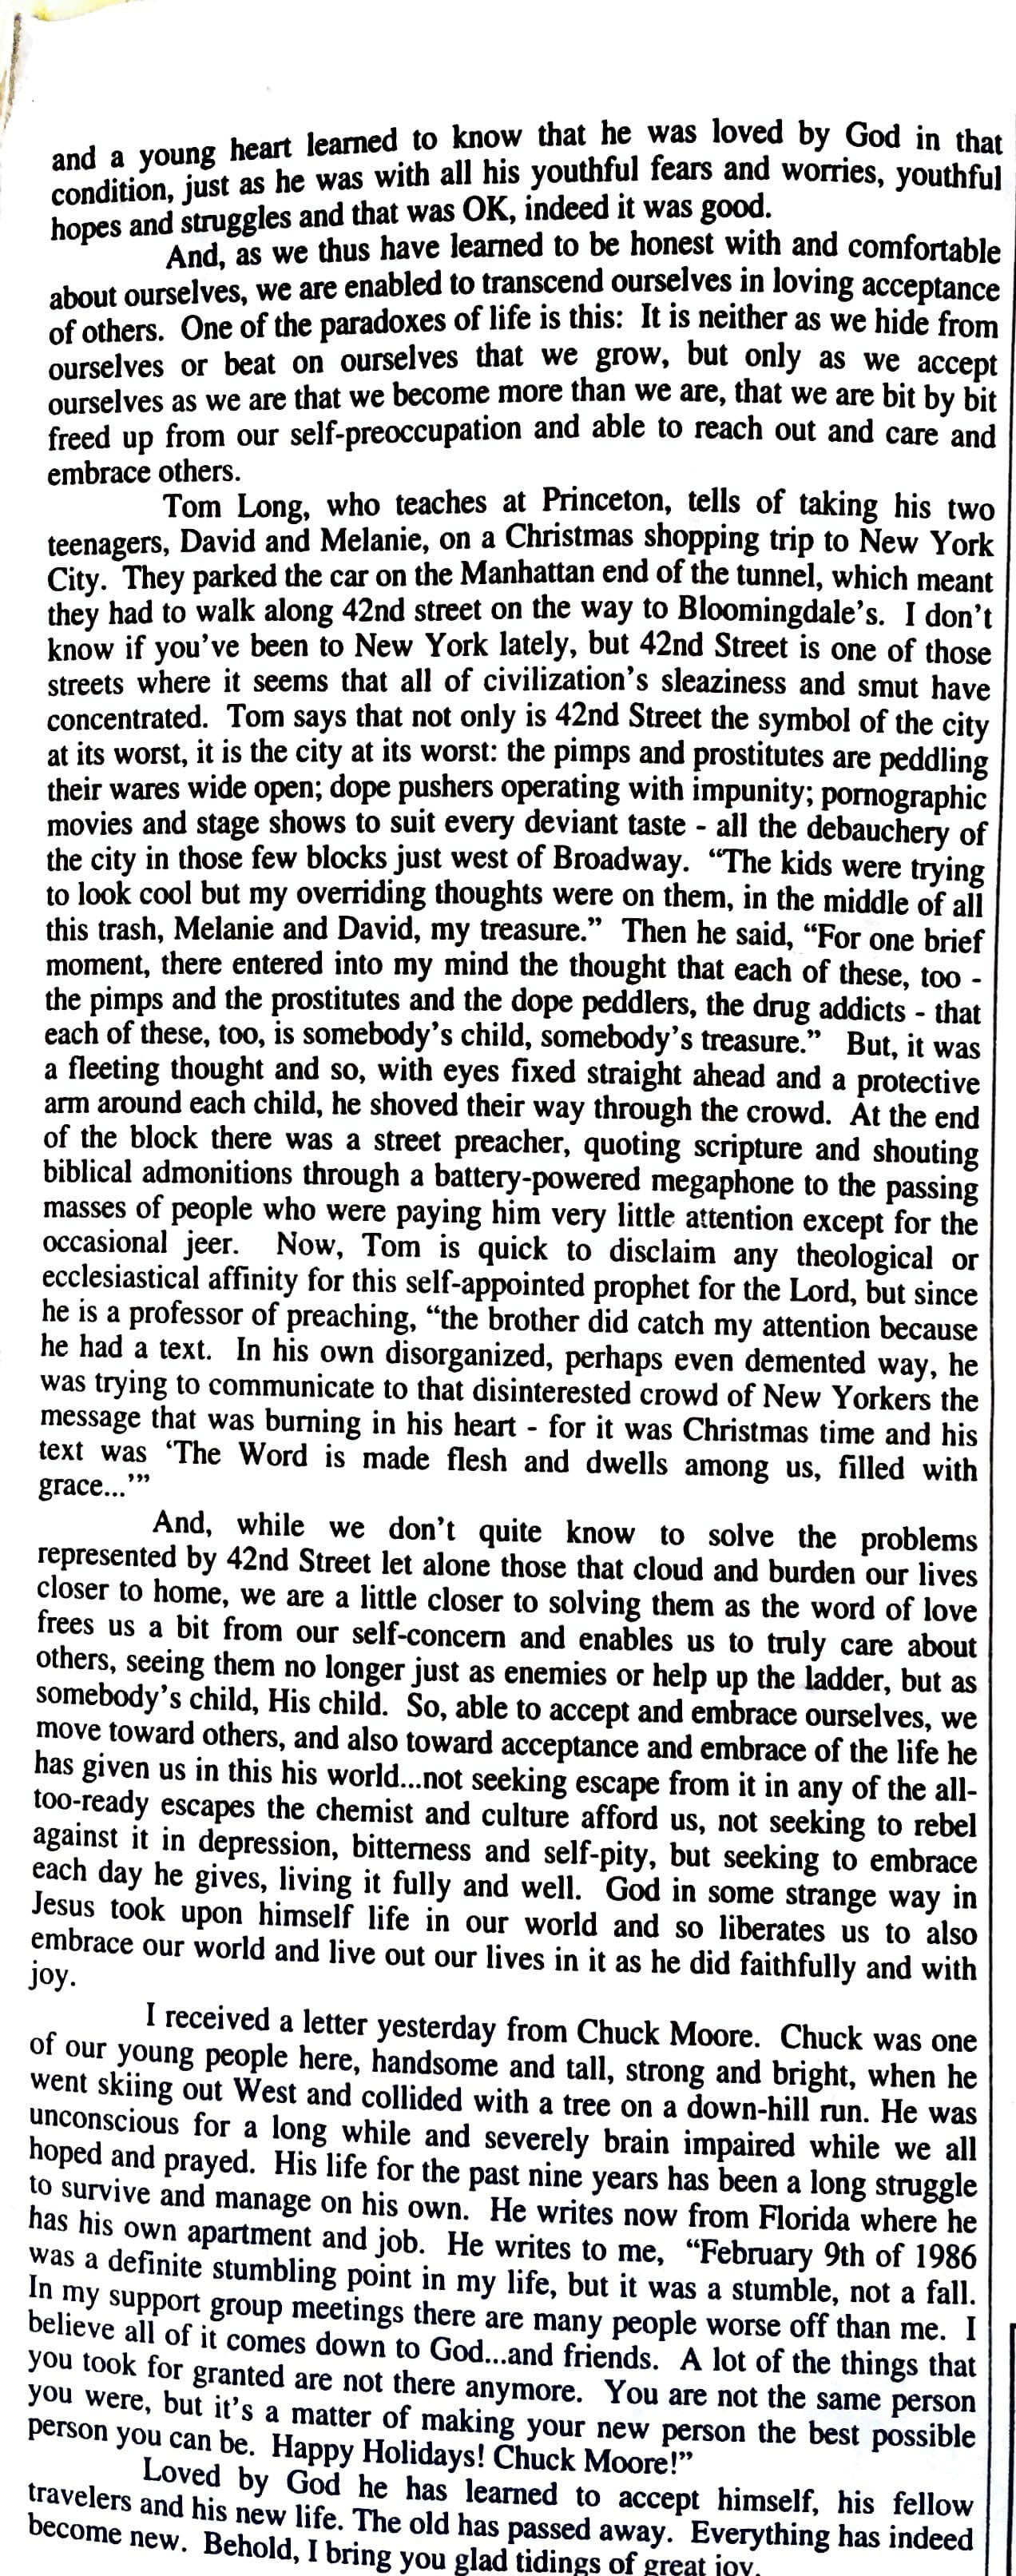 and a young heart learned to know that he was loved by God in that
condition, just as he was with all his youthful fears and worries, youthful
hopes and struggles and that was OK, indeed it was good.
And, as we thus have learned to be honest with and comfortable
about ourselves, we are enabled to transcend ourselves in loving acceptance
of others. One of the paradoxes of life is this: It is neither as we hide from
ourselves or beat on ourselves that we grow, but only as we accept
ourselves as we are that we become more than we are, that we are bit by bit
freed up from our self-preoccupation and able to reach out and care and
embrace others.
Tom Long, who teaches at Princeton, tells of taking his two
teenagers, David and Melanie, on a Christmas shopping trip to New York
City. They parked the car on the Manhattan end of the tunnel, which meant
they had to walk along 42nd street on the way to Bloomingdale's. I don't
know if you've been to New York lately, but 42nd Street is one of those
streets where it seems that all of civilization's sleaziness and smut have
concentrated. Tom says that not only is 42nd Street the symbol of the city
at its worst, it is the city at its worst: the pimps and prostitutes are peddling
their wares wide open; dope pushers operating with impunity; pornographic
movies and stage shows to suit every deviant taste - all the debauchery of
the city in those few blocks just west of Broadway. “The kids were trying
to look cool but my overriding thoughts were on them, in the middle of all
this trash, Melanie and David, my treasure.” Then he said, “For one brief
moment, there entered into my mind the thought that each of these, too -
the pimps and the prostitutes and the dope peddlers, the drug addicts - that
each of these, too, is somebody's child, somebody's treasure.” But, it was
a fleeting thought and so, with eyes fixed straight ahead and a protective
arm around each child, he shoved their way through the crowd. At the end
of the block there was a street preacher, quoting scripture and shouting
biblical admonitions through a battery-powered megaphone to the passing
masses of people who were paying him very little attention except for the
occasional jeer. Now, Tom is quick to disclaim any theological or
ecclesiastical affinity for this self-appointed prophet for the Lord, but since
he is a professor of preaching, “the brother did catch my attention because
he had a text. In his own disorganized, perhaps even demented way, he
was trying to communicate to that disinterested crowd of New Yorkers the
message that was burning in his heart - for it was Christmas time and his
text was ‘The Word is made flesh and dwells among us, filled with
grace...’”
And, while we don't quite know to solve the problems
represented by 42nd Street let alone those that cloud and burden our lives
closer to home, we are a little closer to solving them as the word of love
frees us a bit from our self-concern and enables us to truly care about
others, seeing them no longer just as enemies or help up the ladder, but as
somebody's child, His child. So, able to accept and embrace ourselves, we
move toward others, and also toward acceptance and embrace of the life he
has given us in this his world...not seeking escape from it in any of the all-
too-ready escapes the chemist and culture afford us, not seeking to rebel
against it in depression, bitterness and self-pity, but seeking to embrace
each day he gives, living it fully and well. God in some strange way in
Jesus took upon himself life in our world and so liberates us to also
embrace our world and live out our lives in it as he did faithfully and with
joy.
I received a letter yesterday from Chuck Moore. Chuck was one
of our young people here, handsome and tall, strong and bright, when he
went skiing out West and collided with a tree on a down-hill run. He was
unconscious for a long while and severely brain impaired while we all
hoped and prayed. His life for the past nine years has been a long struggle
to survive and manage on his own. He writes now from Florida where he
has his own apartment and job. He writes to me, “February 9th of 1986
was a definite stumbling point in my life, but it was a stumble, not a fall.
In my support group meetings there are many people worse off than me. I
believe all of it comes down to God...and friends. A lot of the things that
you took for granted are not there anymore. You are not the same person
you were, but it's a matter of making your new person the best possible
person you can be. Happy Holidays! Chuck Moore!”
Loved by God he has learned to accept himself, his fellow
travelers and his new life. The old has passed away. Everything has indeed
become new. Behold, I bring you glad tidings of great joy.